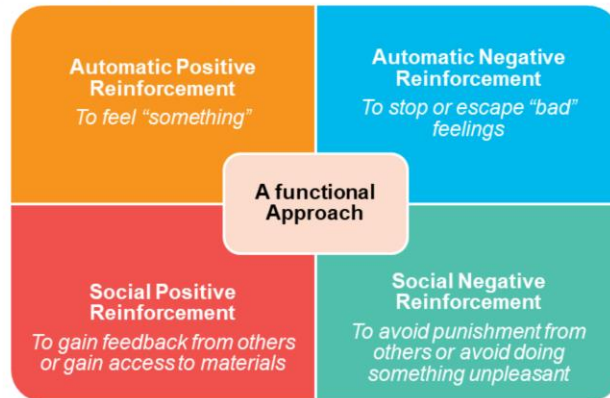 Automatic Positive
Reinforcement
To feel “something”
Automatic Negative
Reinforcement
To stop or escape “bad”
feelings
A functional
Approach
Social Positive
Reinforcement
To gain feedback from others
or gain access to materials
Social Negative
Reinforcement
To avoid punishment from
others or avoid doing
something unpleasant